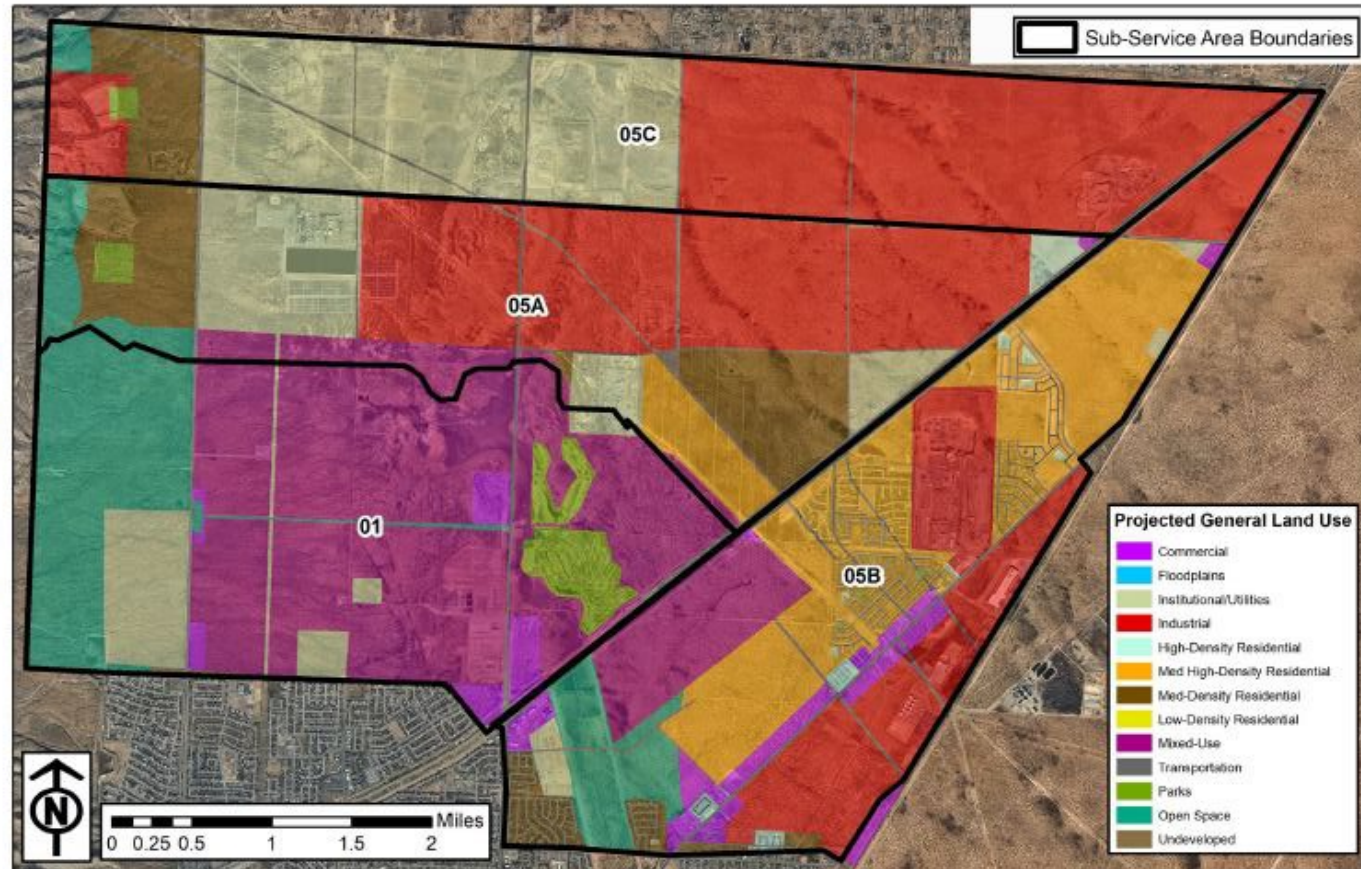 Sub-Service Area Boundaries
05C
05A
01
05B
Projected General Land Use
Commercial
Floodplains
Institutional/Utilities
Industrial
High-Density Residential
Med High-Density Residential
Med-Density Residential
Low-Density Residential
Mixed-Use
Transportation
Parks
Open Space
Undeveloped
N
Miles
0 0.25 0.5 1 1.5 2